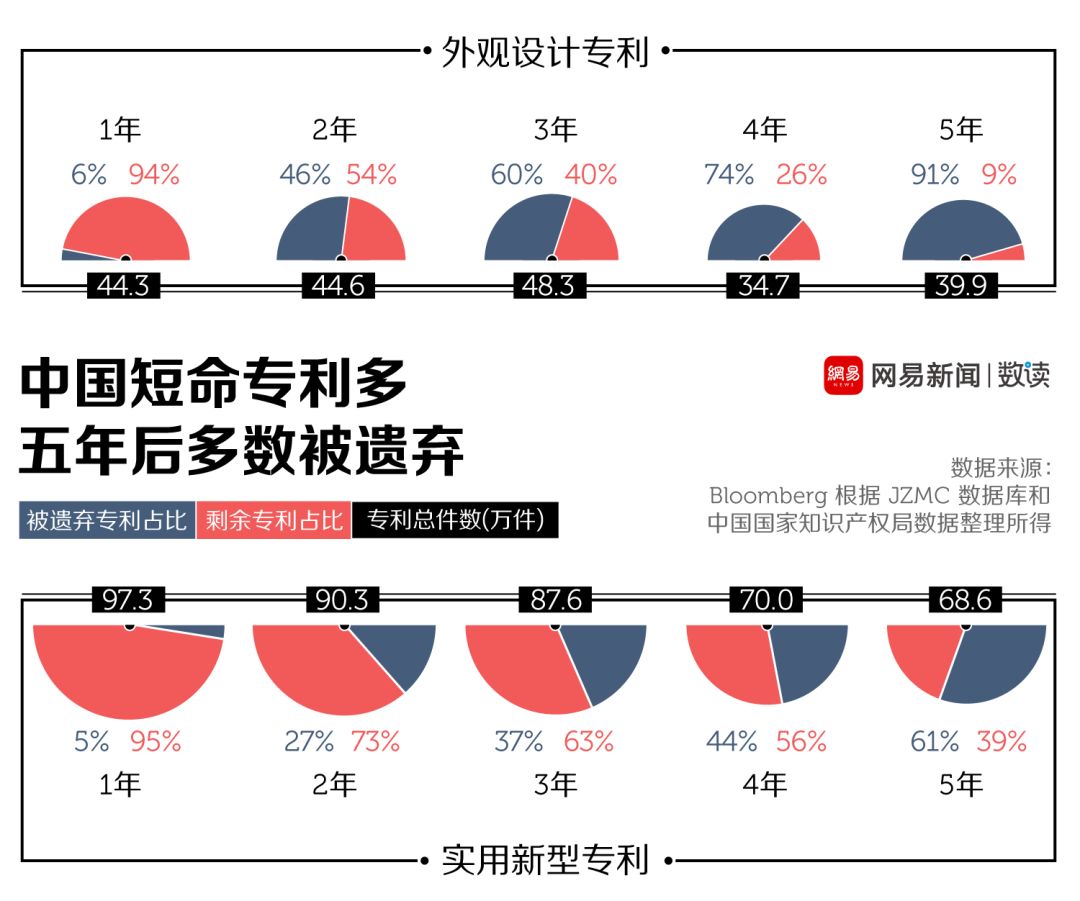 外观设计专利
1年 2年 3年 4年 5年
6% 94% 46% 54% 60% 40% 74% 26% 91% 9%
44.3 44.6 48.3 34.7 39.9
中国短命专利多
五年后多数被遗弃
被遗弃专利占比 剩余专利占比 专利总件数(万件)
網易
NEWS
网易新闻|数读
数据来源:
Bloomberg 根据 JZMC 数据库和
中国国家知识产权局数据整理所得
97.3 90.3 87.6 70.0 68.6
5% 95% 27% 73% 37% 63% 44% 56% 61% 39%
1年 2年 3年 4年 5年
实用新型专利